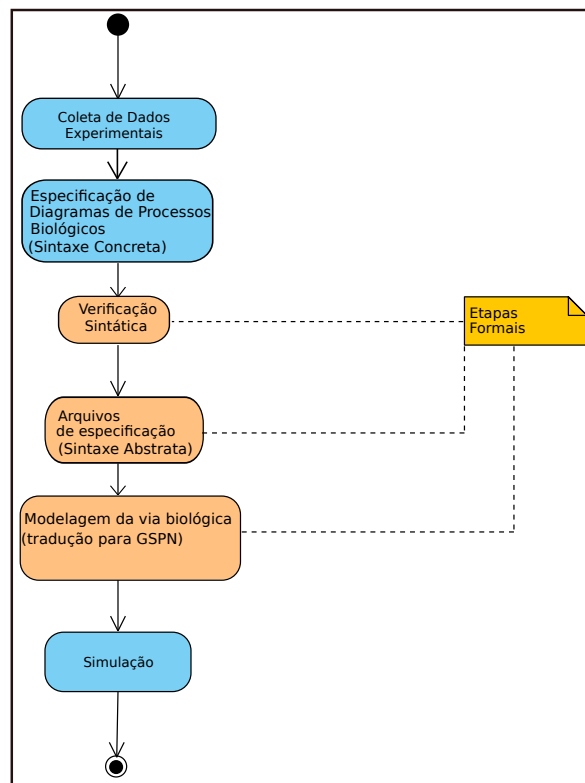 Coleta de Dados
Experimentais
Especificação de
Diagramas de Processos
Biológicos
(Sintaxe Concreta)
Verificação
Sintática
Etapas
Formais
Arquivos
de especificação
(Sintaxe Abstrata)
Modelagem da via biológica
(tradução para GSPN)
Simulação